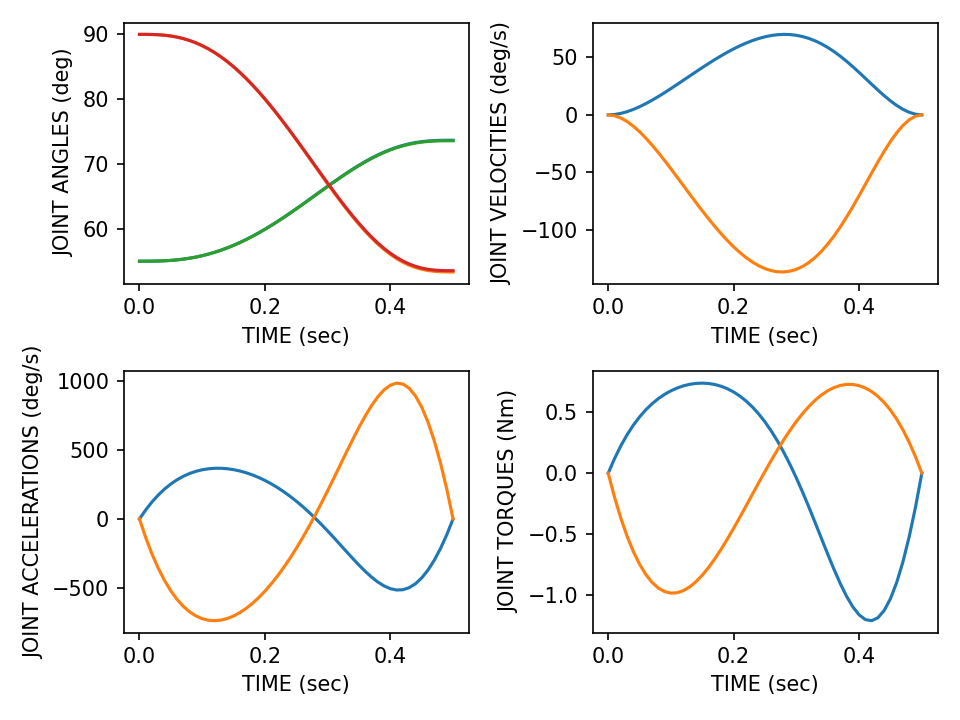 90
80
70
60
JOINT ANGLES (deg)
0.0 0.2 0.4
TIME (sec)
50
0
−50
−100
JOINT VELOCITIES (deg/s)
0.0 0.2 0.4
TIME (sec)
1000
500
0
−500
JOINT ACCELERATIONS (deg/s)
0.0 0.2 0.4
TIME (sec)
0.5
0.0
−0.5
−1.0
JOINT TORQUES (Nm)
0.0 0.2 0.4
TIME (sec)